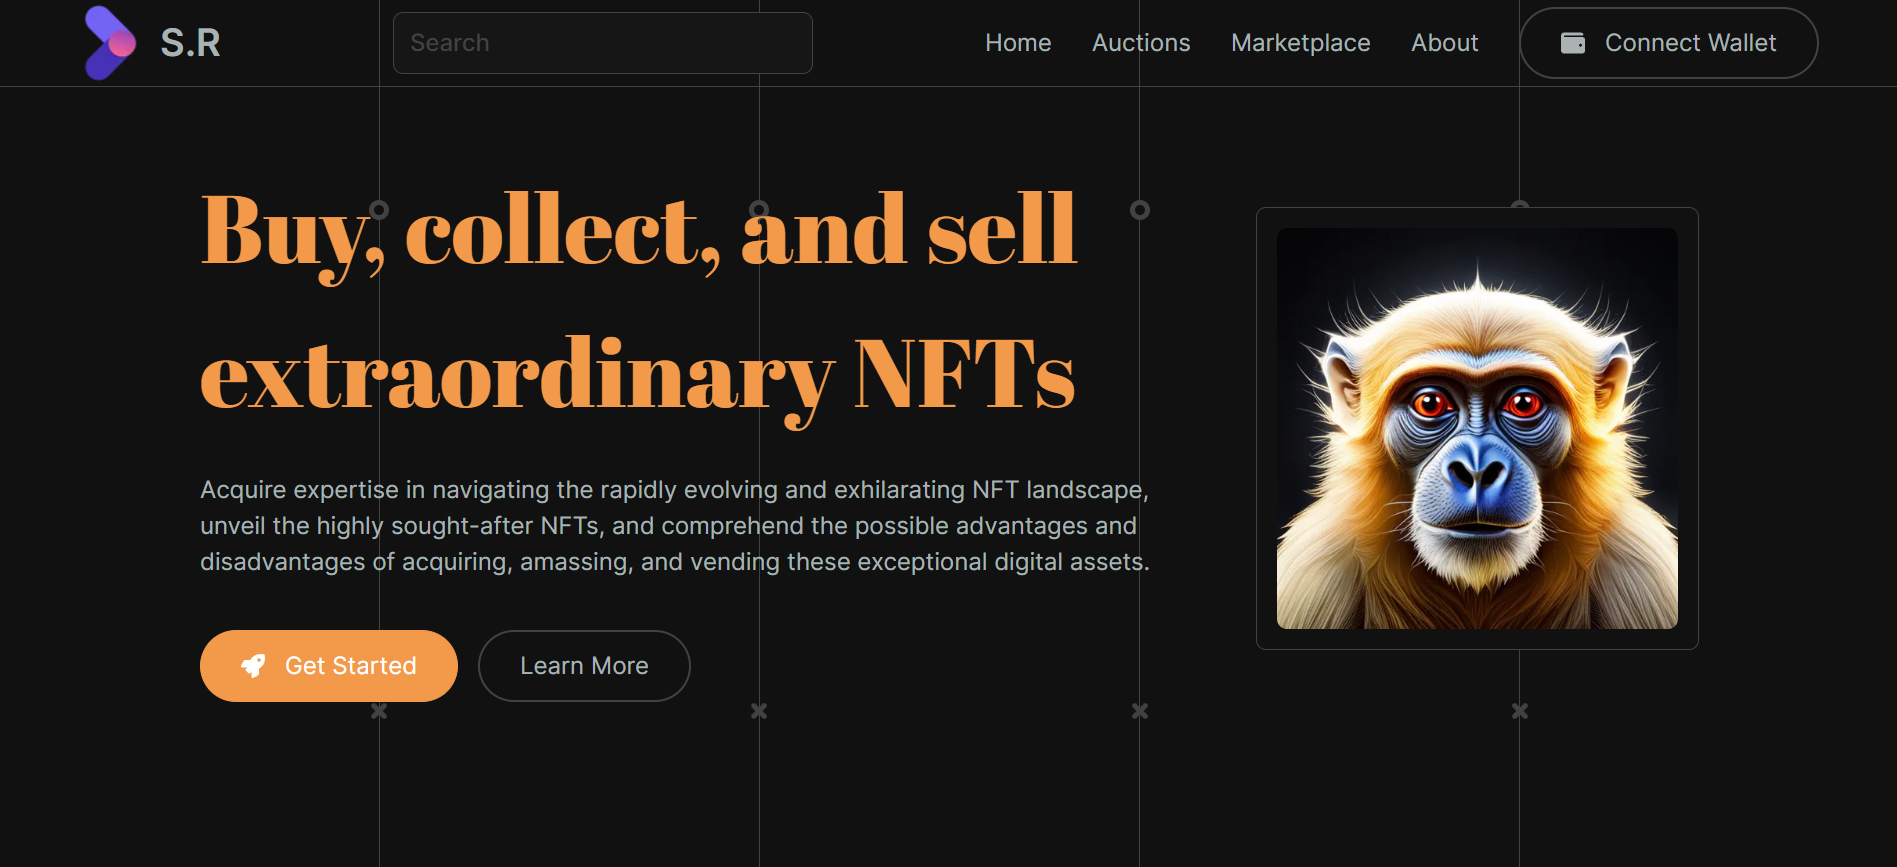 S.R
Search
Home
Auctions
Marketplace
About
Connect Wallet
Buy, collect, and sell
extraordinary NFTs
Acquire expertise in navigating the rapidly evolving and exhilarating NFT landscape,
unveil the highly sought-after NFTs, and comprehend the possible advantages and
disadvantages of acquiring, amassing, and vending these exceptional digital assets.
Get Started
Learn More